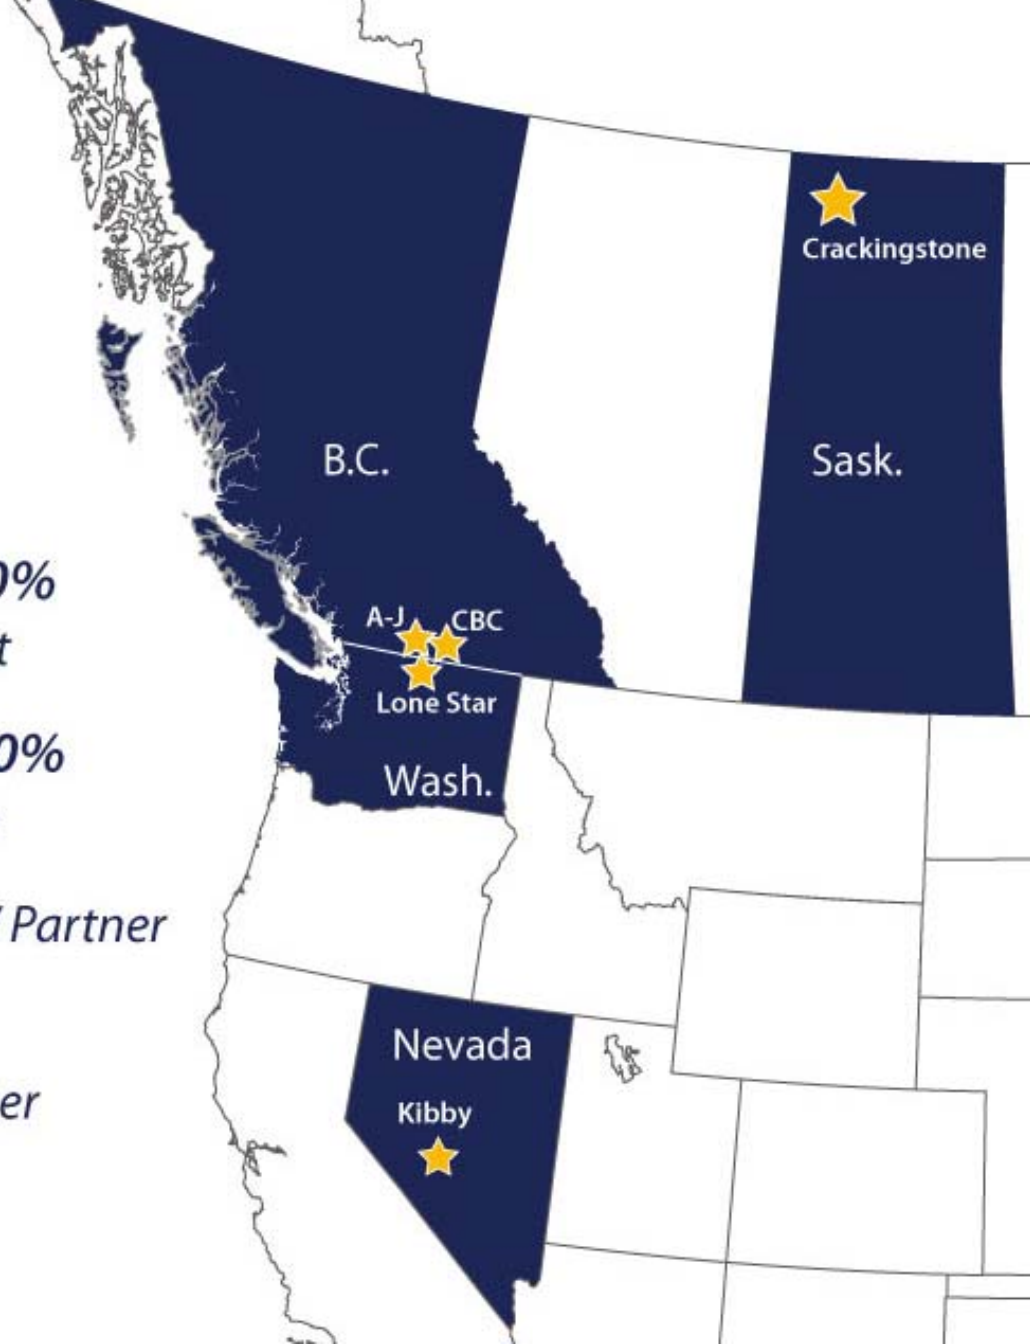 Crackingstone
B.C.
Sask.
0%
t
A-J
CBC
Lone Star
0%
Wash.
Partner
Nevada
er
Kibby